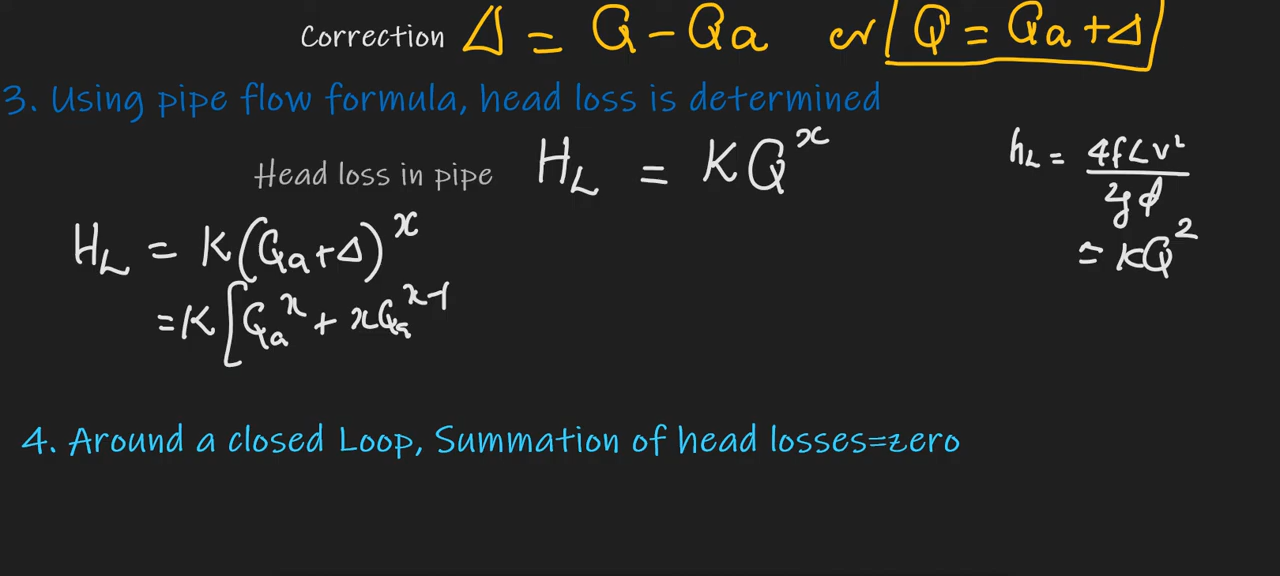 Correction Δ = Q - Qa or Q = Qa + Δ
3. Using pipe flow formula, head loss is determined
Head loss in pipe H_L = KQ^x
h_L = 4fLv²/2gd
= KQ²
H_L = K(Qa+Δ)^x
= K[Qa^x + xQa^x-1
4. Around a closed Loop, Summation of head losses=zero